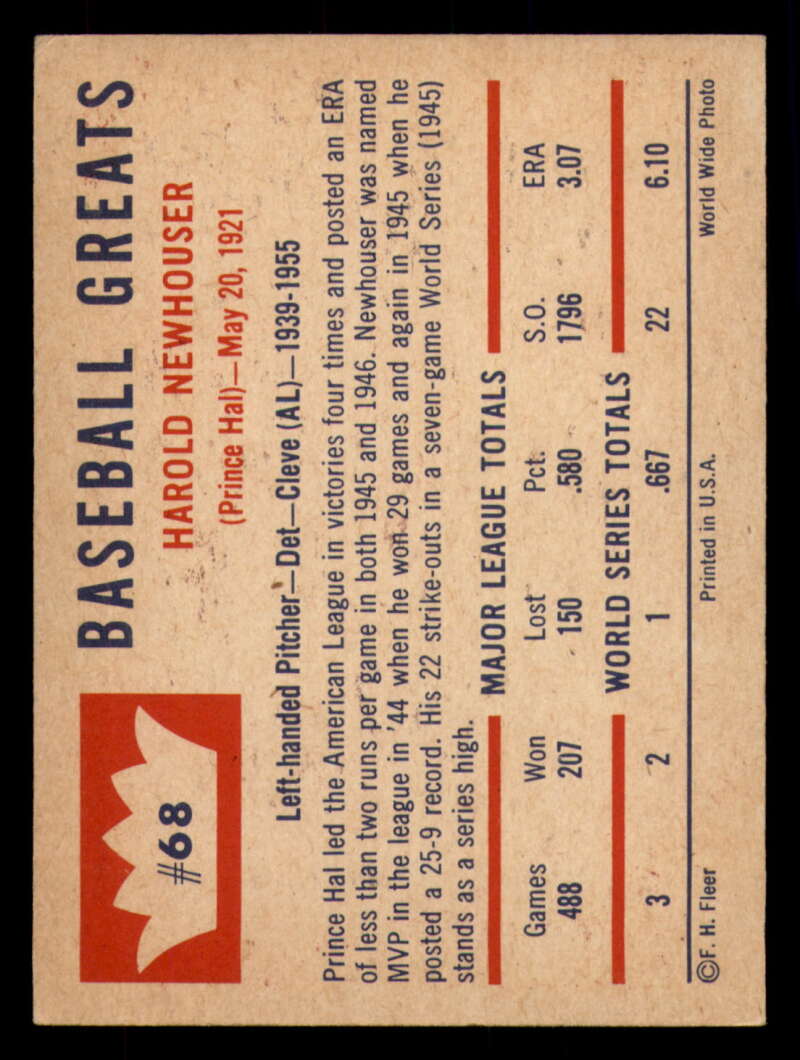 #68
BASEBALL GREATS
HAROLD NEWHOUSER
(Prince Hal)—May 20, 1921
Left-handed Pitcher—Det—Cleve (AL)—1939-1955
Prince Hal led the American League in victories four times and posted an ERA
of less than two runs per game in both 1945 and 1946. Newhouser was named
MVP in the league in '44 when he won 29 games and again in 1945 when he
posted a 25-9 record. His 22 strike-outs in a seven-game World Series (1945)
stands as a series high.
MAJOR LEAGUE TOTALS
Games Won Lost Pct. S.O. ERA
488 207 150 .580 1796 3.07
WORLD SERIES TOTALS
3 2 1 .667 22 6.10
©F. H. Fleer Printed in U.S.A. World Wide Photo